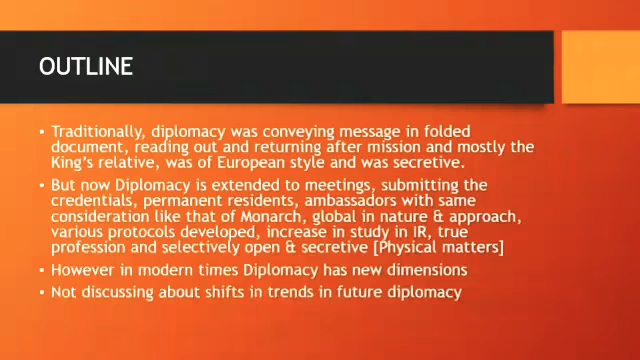 OUTLINE
• Traditionally, diplomacy was conveying message in folded
document, reading out and returning after mission and mostly the
King's relative, was of European style and was secretive.
• But now Diplomacy is extended to meetings, submitting the
credentials, permanent residents, ambassadors with same
consideration like that of Monarch, global in nature & approach,
various protocols developed, increase in study in IR, true
profession and selectively open & secretive [Physical matters]
• However in modern times Diplomacy has new dimensions
• Not discussing about shifts in trends in future diplomacy